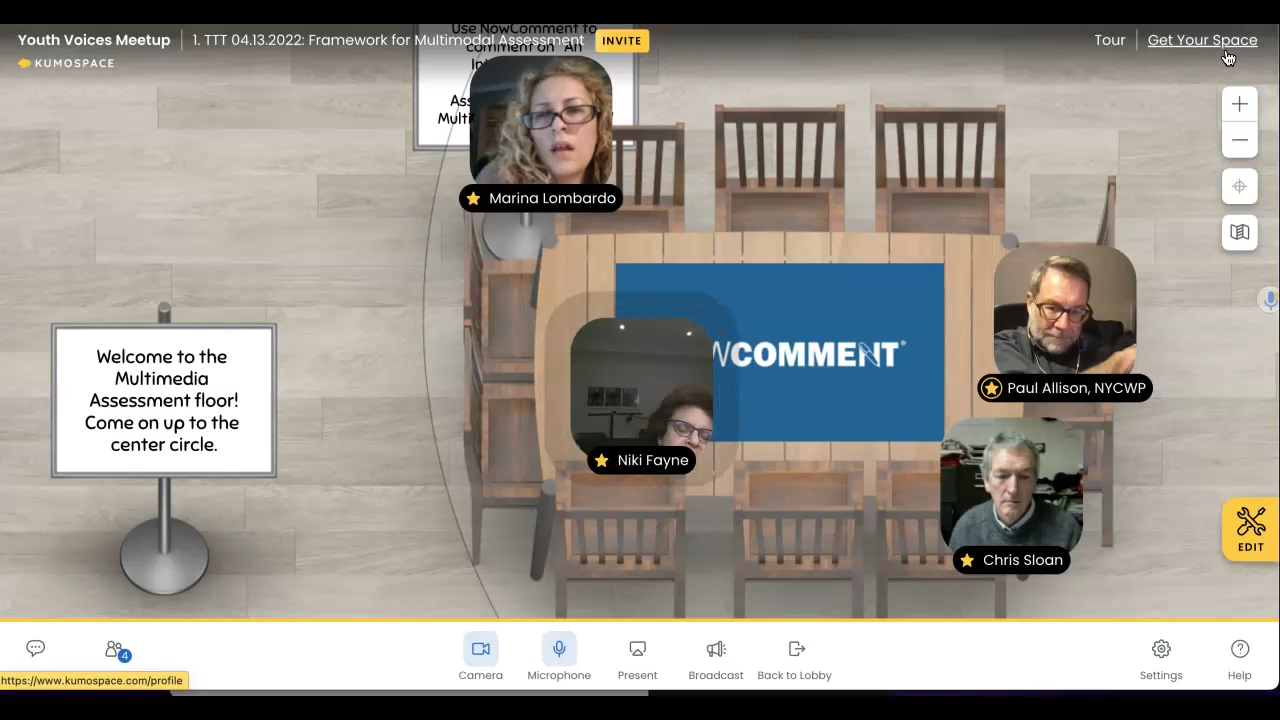 Youth Voices Meetup
1. TTT 04.13.2022: Framework for Multimodal Assessment
INVITE
Tour
Get Your Space
KUMOSPACE
Use NowComment to
comment on "An
Marina Lombardo
Welcome to the
Multimedia
Assessment floor!
Come on up to the
center circle.
WCOMMENT®
Paul Allison, NYCWP
Niki Fayne
Chris Sloan
EDIT
4
Camera
Microphone
Present
Broadcast
Back to Lobby
Settings
Help
https://www.kumospace.com/profile